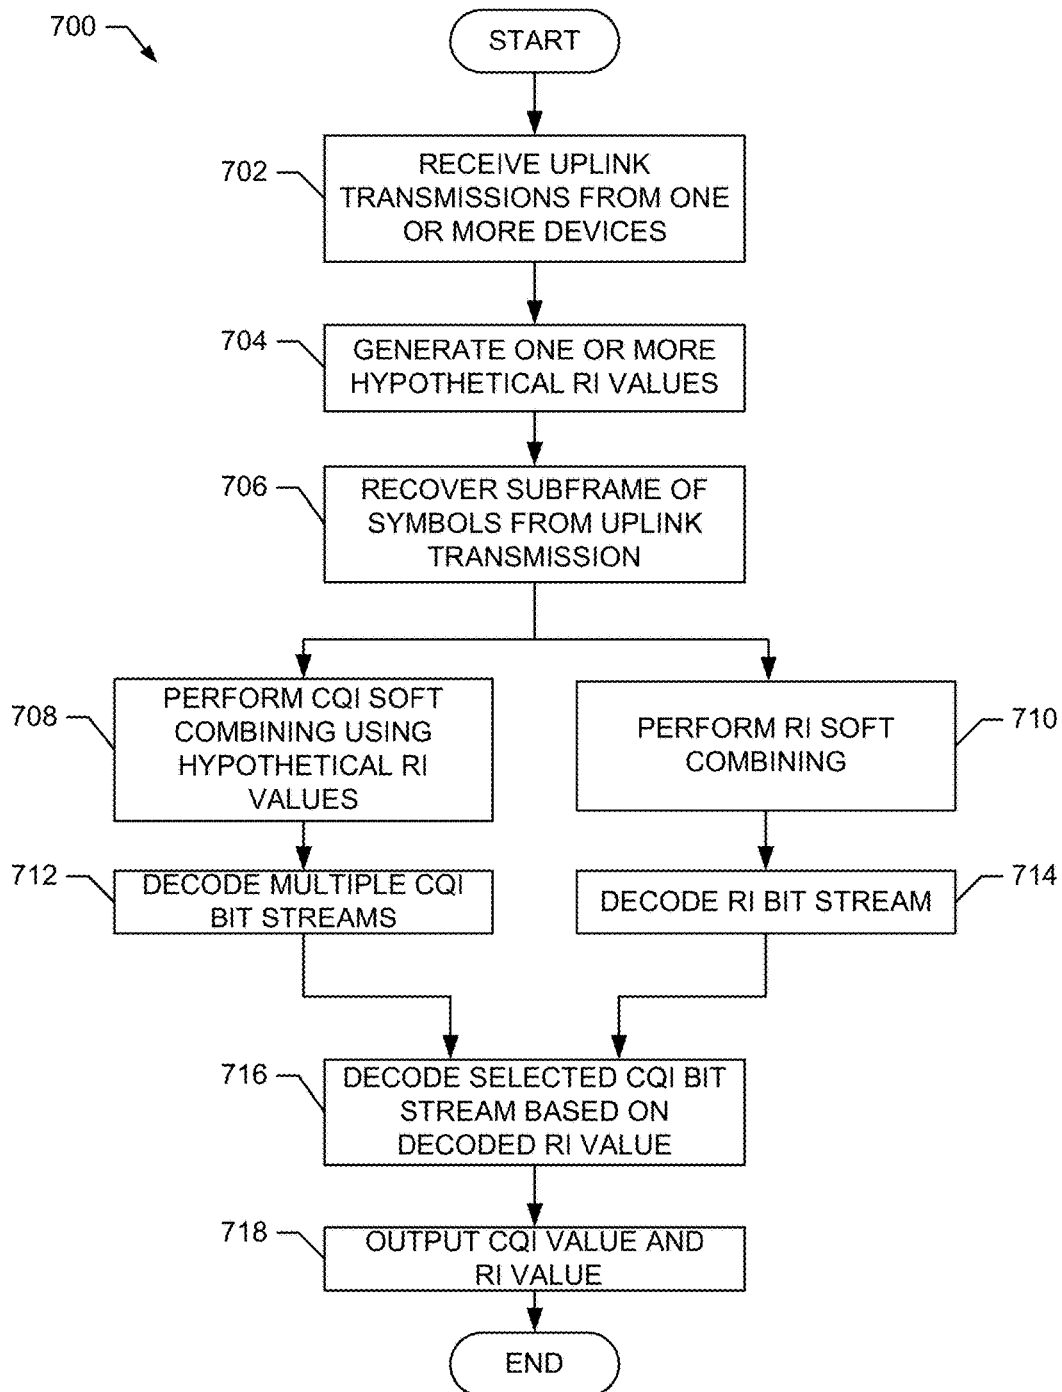 700
START
702
RECEIVE UPLINK
TRANSMISSIONS FROM ONE
OR MORE DEVICES
704
GENERATE ONE OR MORE
HYPOTHETICAL RI VALUES
706
RECOVER SUBFRAME OF
SYMBOLS FROM UPLINK
TRANSMISSION
708
PERFORM CQI SOFT
COMBINING USING
HYPOTHETICAL RI
VALUES
710
PERFORM RI SOFT
COMBINING
712
DECODE MULTIPLE CQI
BIT STREAMS
714
DECODE RI BIT STREAM
716
DECODE SELECTED CQI BIT
STREAM BASED ON
DECODED RI VALUE
718
OUTPUT CQI VALUE AND
RI VALUE
END